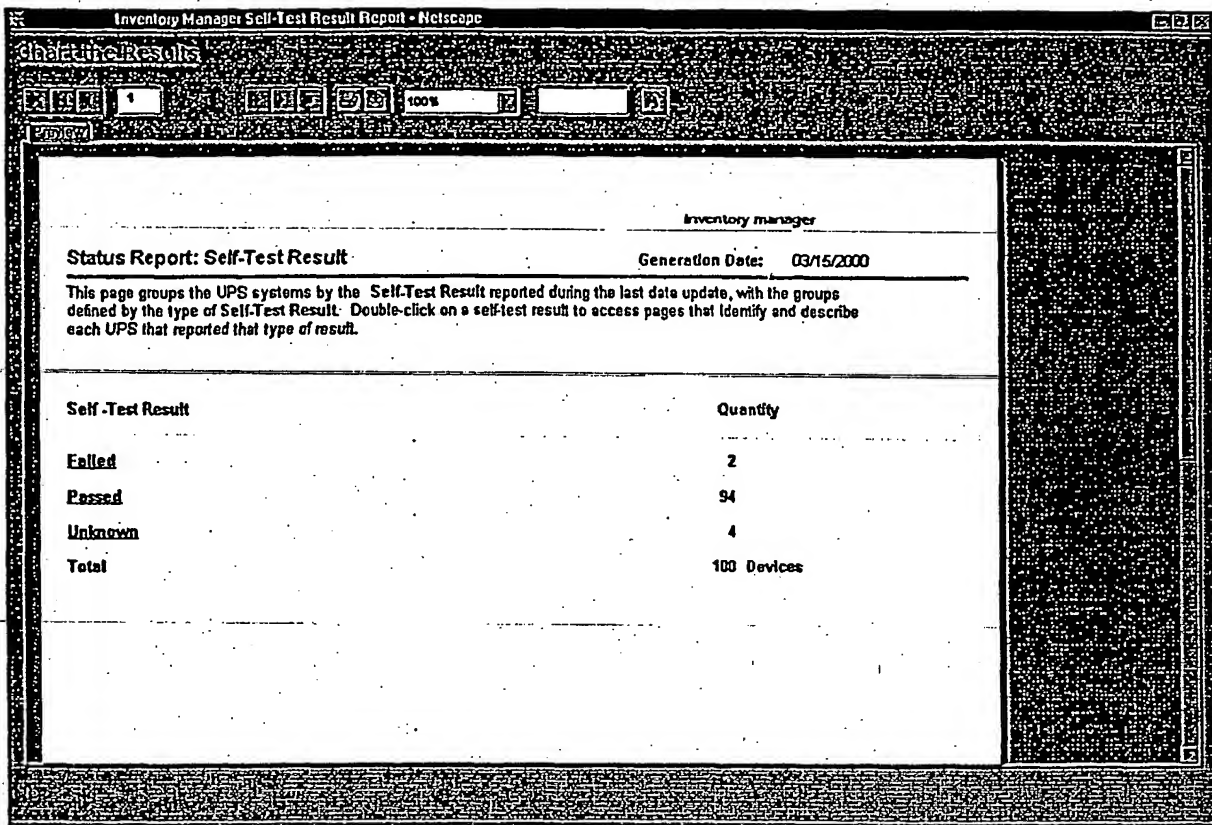 Inventory Manager Self-Test Result Report - Netscape
1
100%
Preview
Inventory manager
Status Report: Self-Test Result
Generation Date: 03/15/2000
This page groups the UPS systems by the Self-Test Result reported during the last date update, with the groups
defined by the type of Self-Test Result. Double-click on a self-test result to access pages that Identify and describe
each UPS that reported that type of result.
Self -Test Result Quantity
Failed 2
Passed 94
Unknown 4
Total 100 Devices